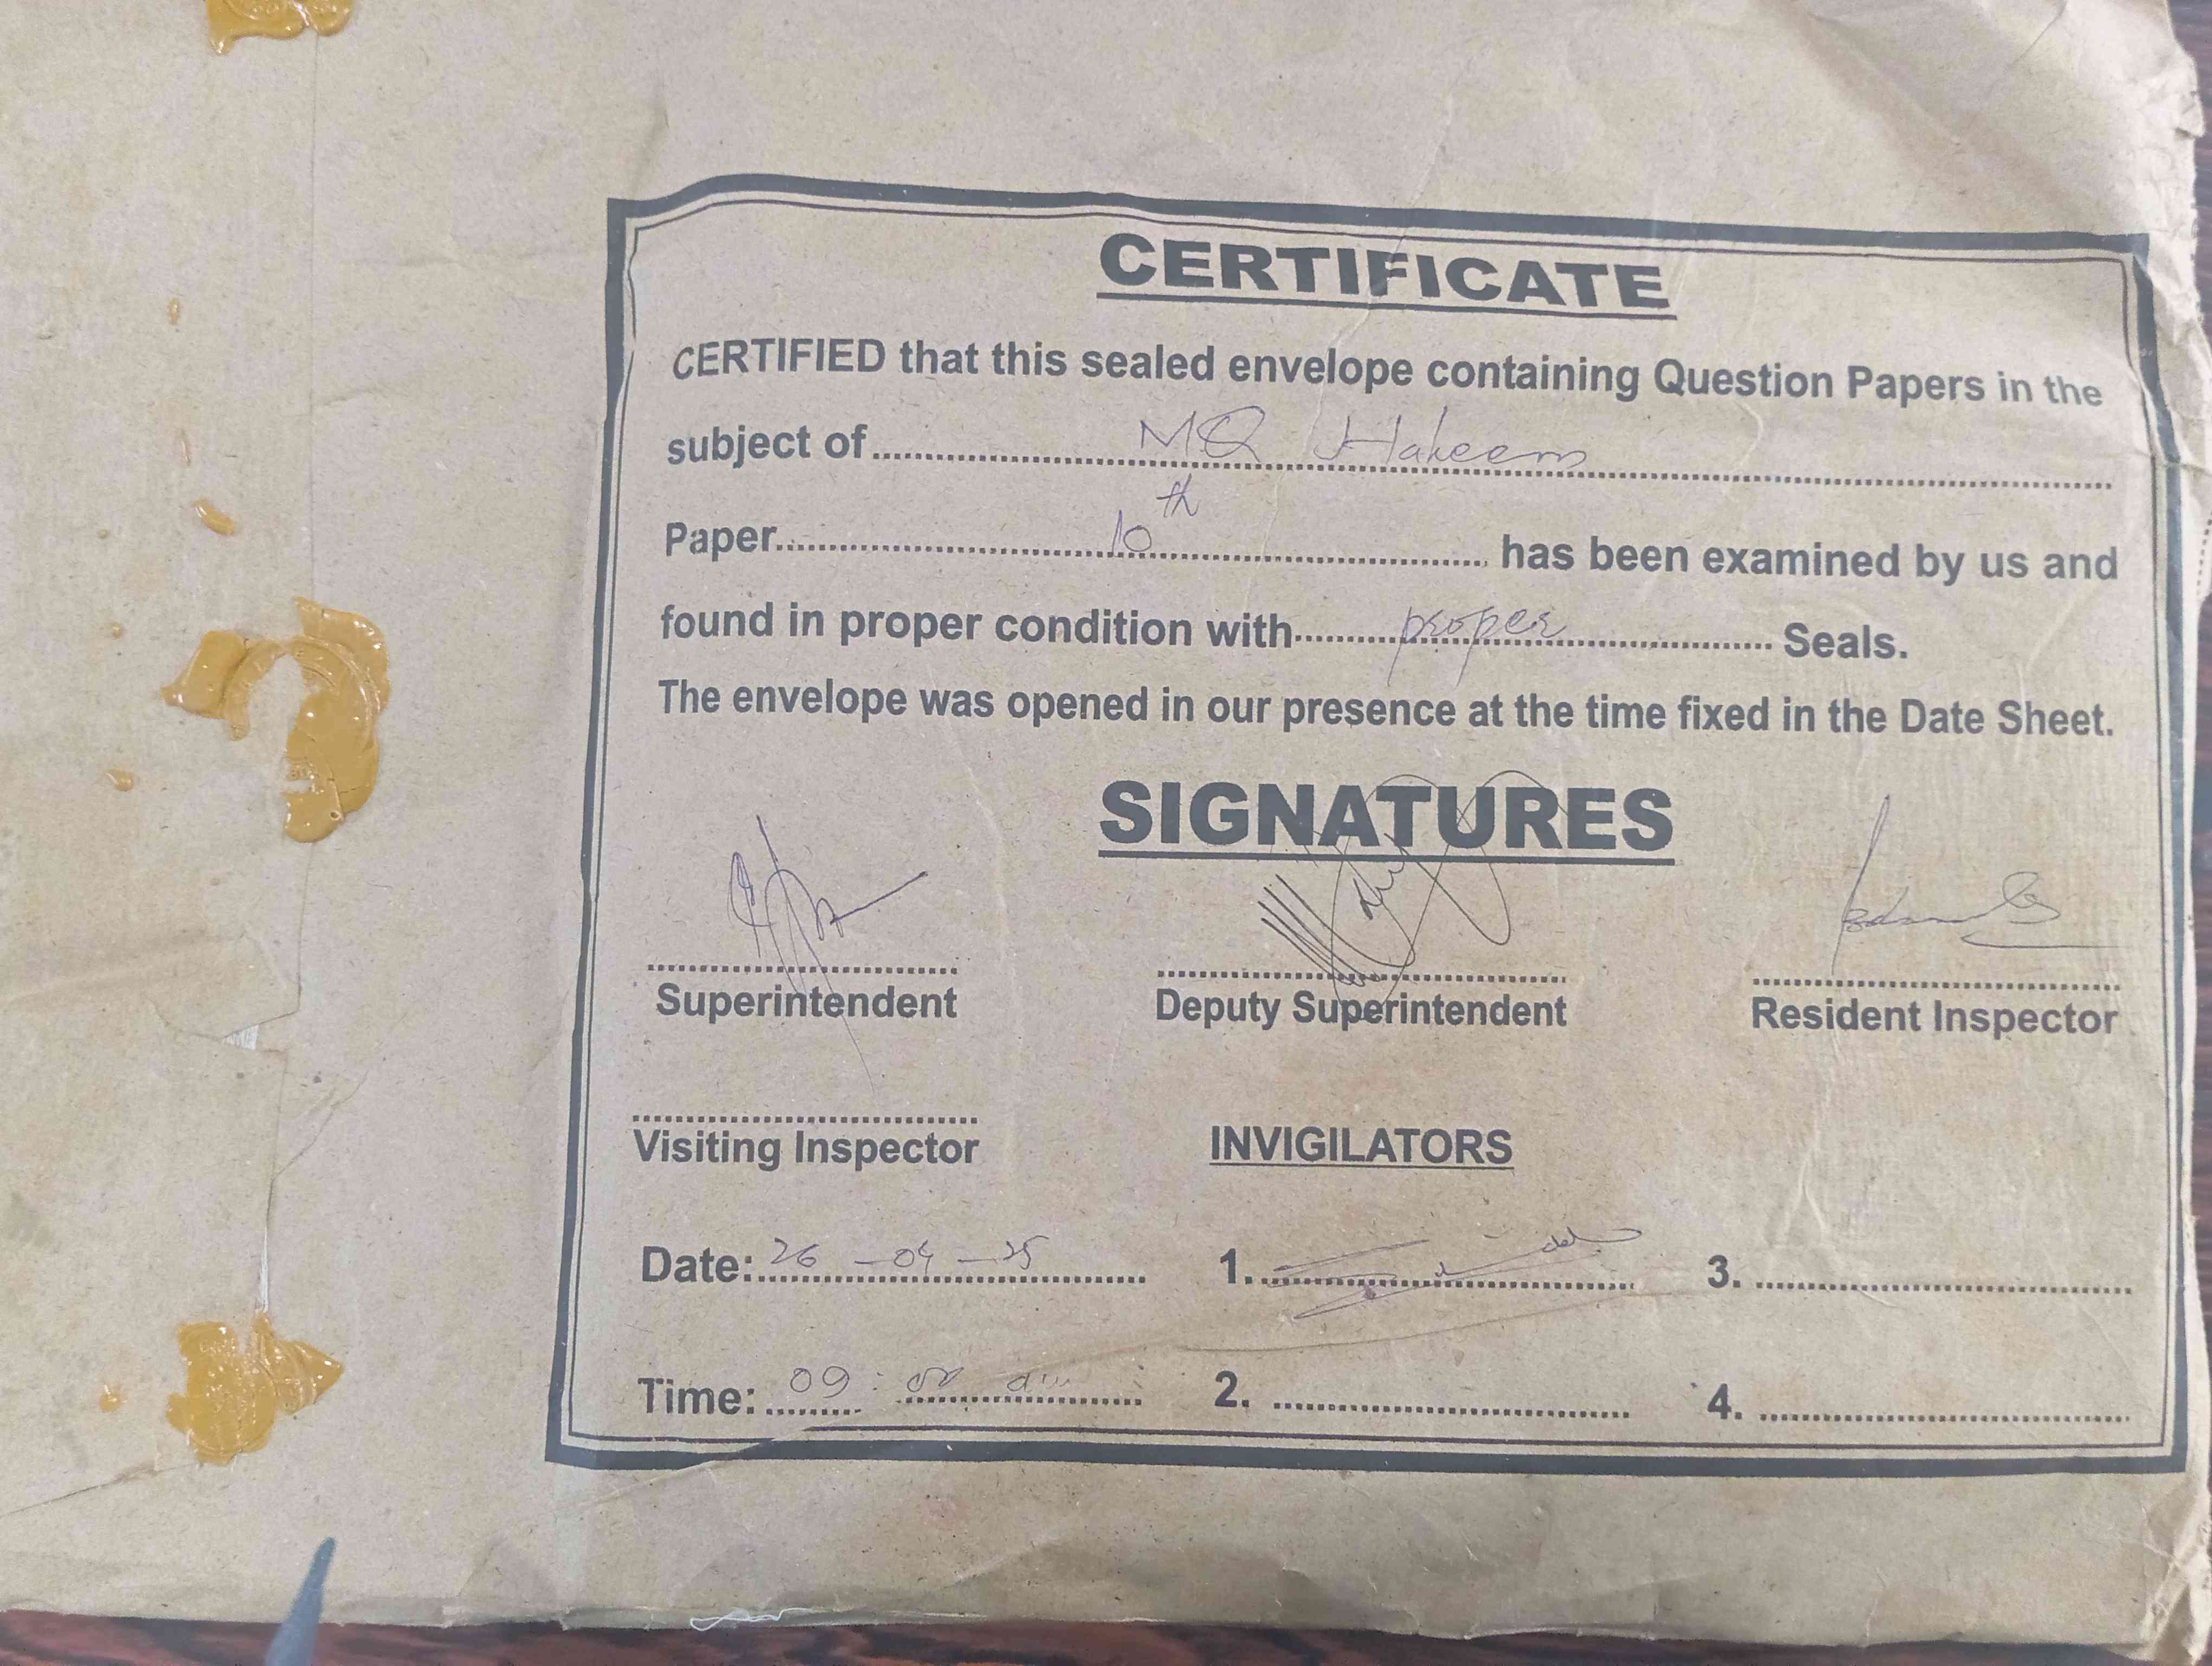 CERTIFICATE
CERTIFIED that this sealed envelope containing Question Papers in the
subject of MQ Hakeem
Paper 10th has been examined by us and
found in proper condition with proper Seals.
The envelope was opened in our presence at the time fixed in the Date Sheet.
SIGNATURES
Superintendent Deputy Superintendent Resident Inspector
Visiting Inspector INVIGILATORS
Date: 26-04-25 1. 3.
Time: 09:00 am 2. 4.